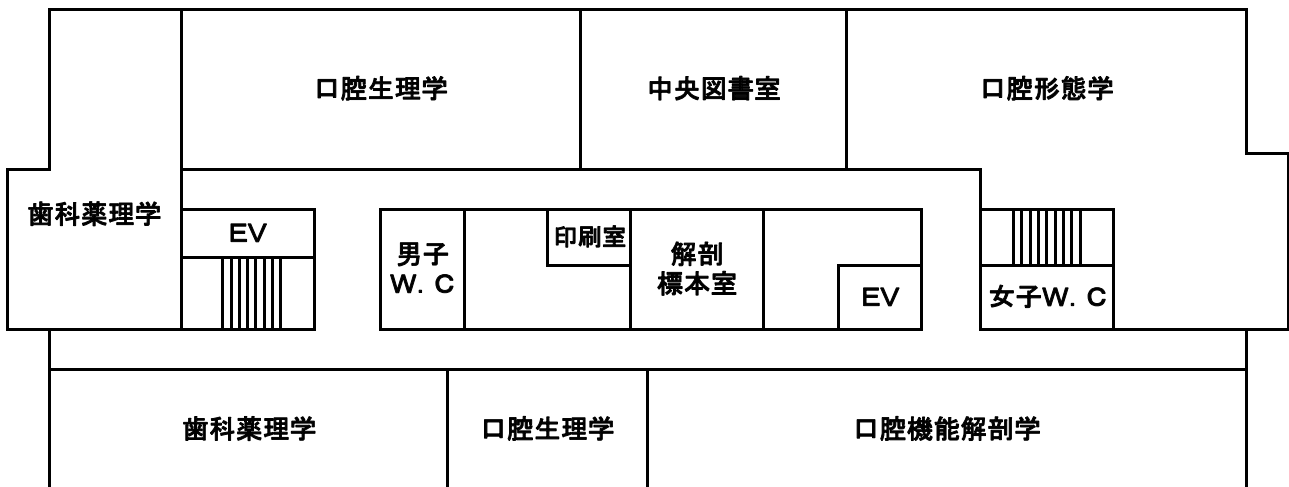 口腔生理学
中央図書室
口腔形態学
歯科薬理学
EV
男子
W. C
印刷室
解剖
標本室
EV
女子W. C
歯科薬理学
口腔生理学
口腔機能解剖学